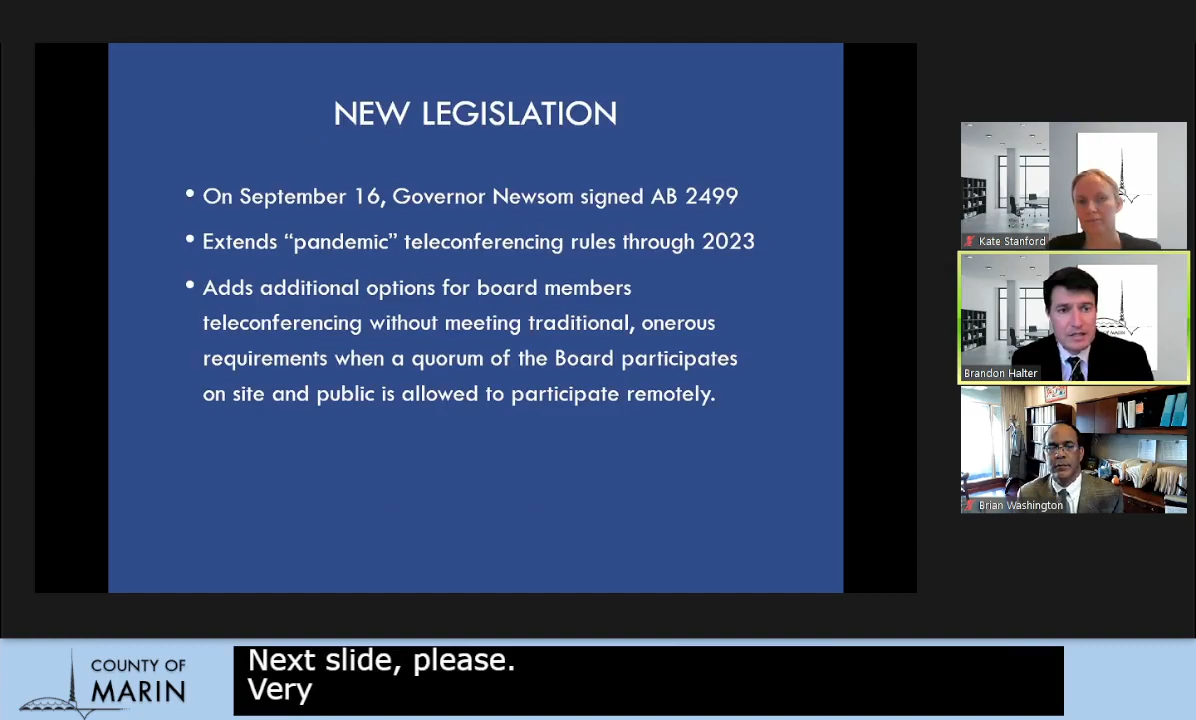 NEW LEGISLATION
• On September 16, Governor Newsom signed AB 2499
• Extends “pandemic” teleconferencing rules through 2023
• Adds additional options for board members
teleconferencing without meeting traditional, onerous
requirements when a quorum of the Board participates
on site and public is allowed to participate remotely.
Kate Stanford
Brandon Halter
Brian Washington
COUNTY OF
MARIN
Next slide, please.
Very